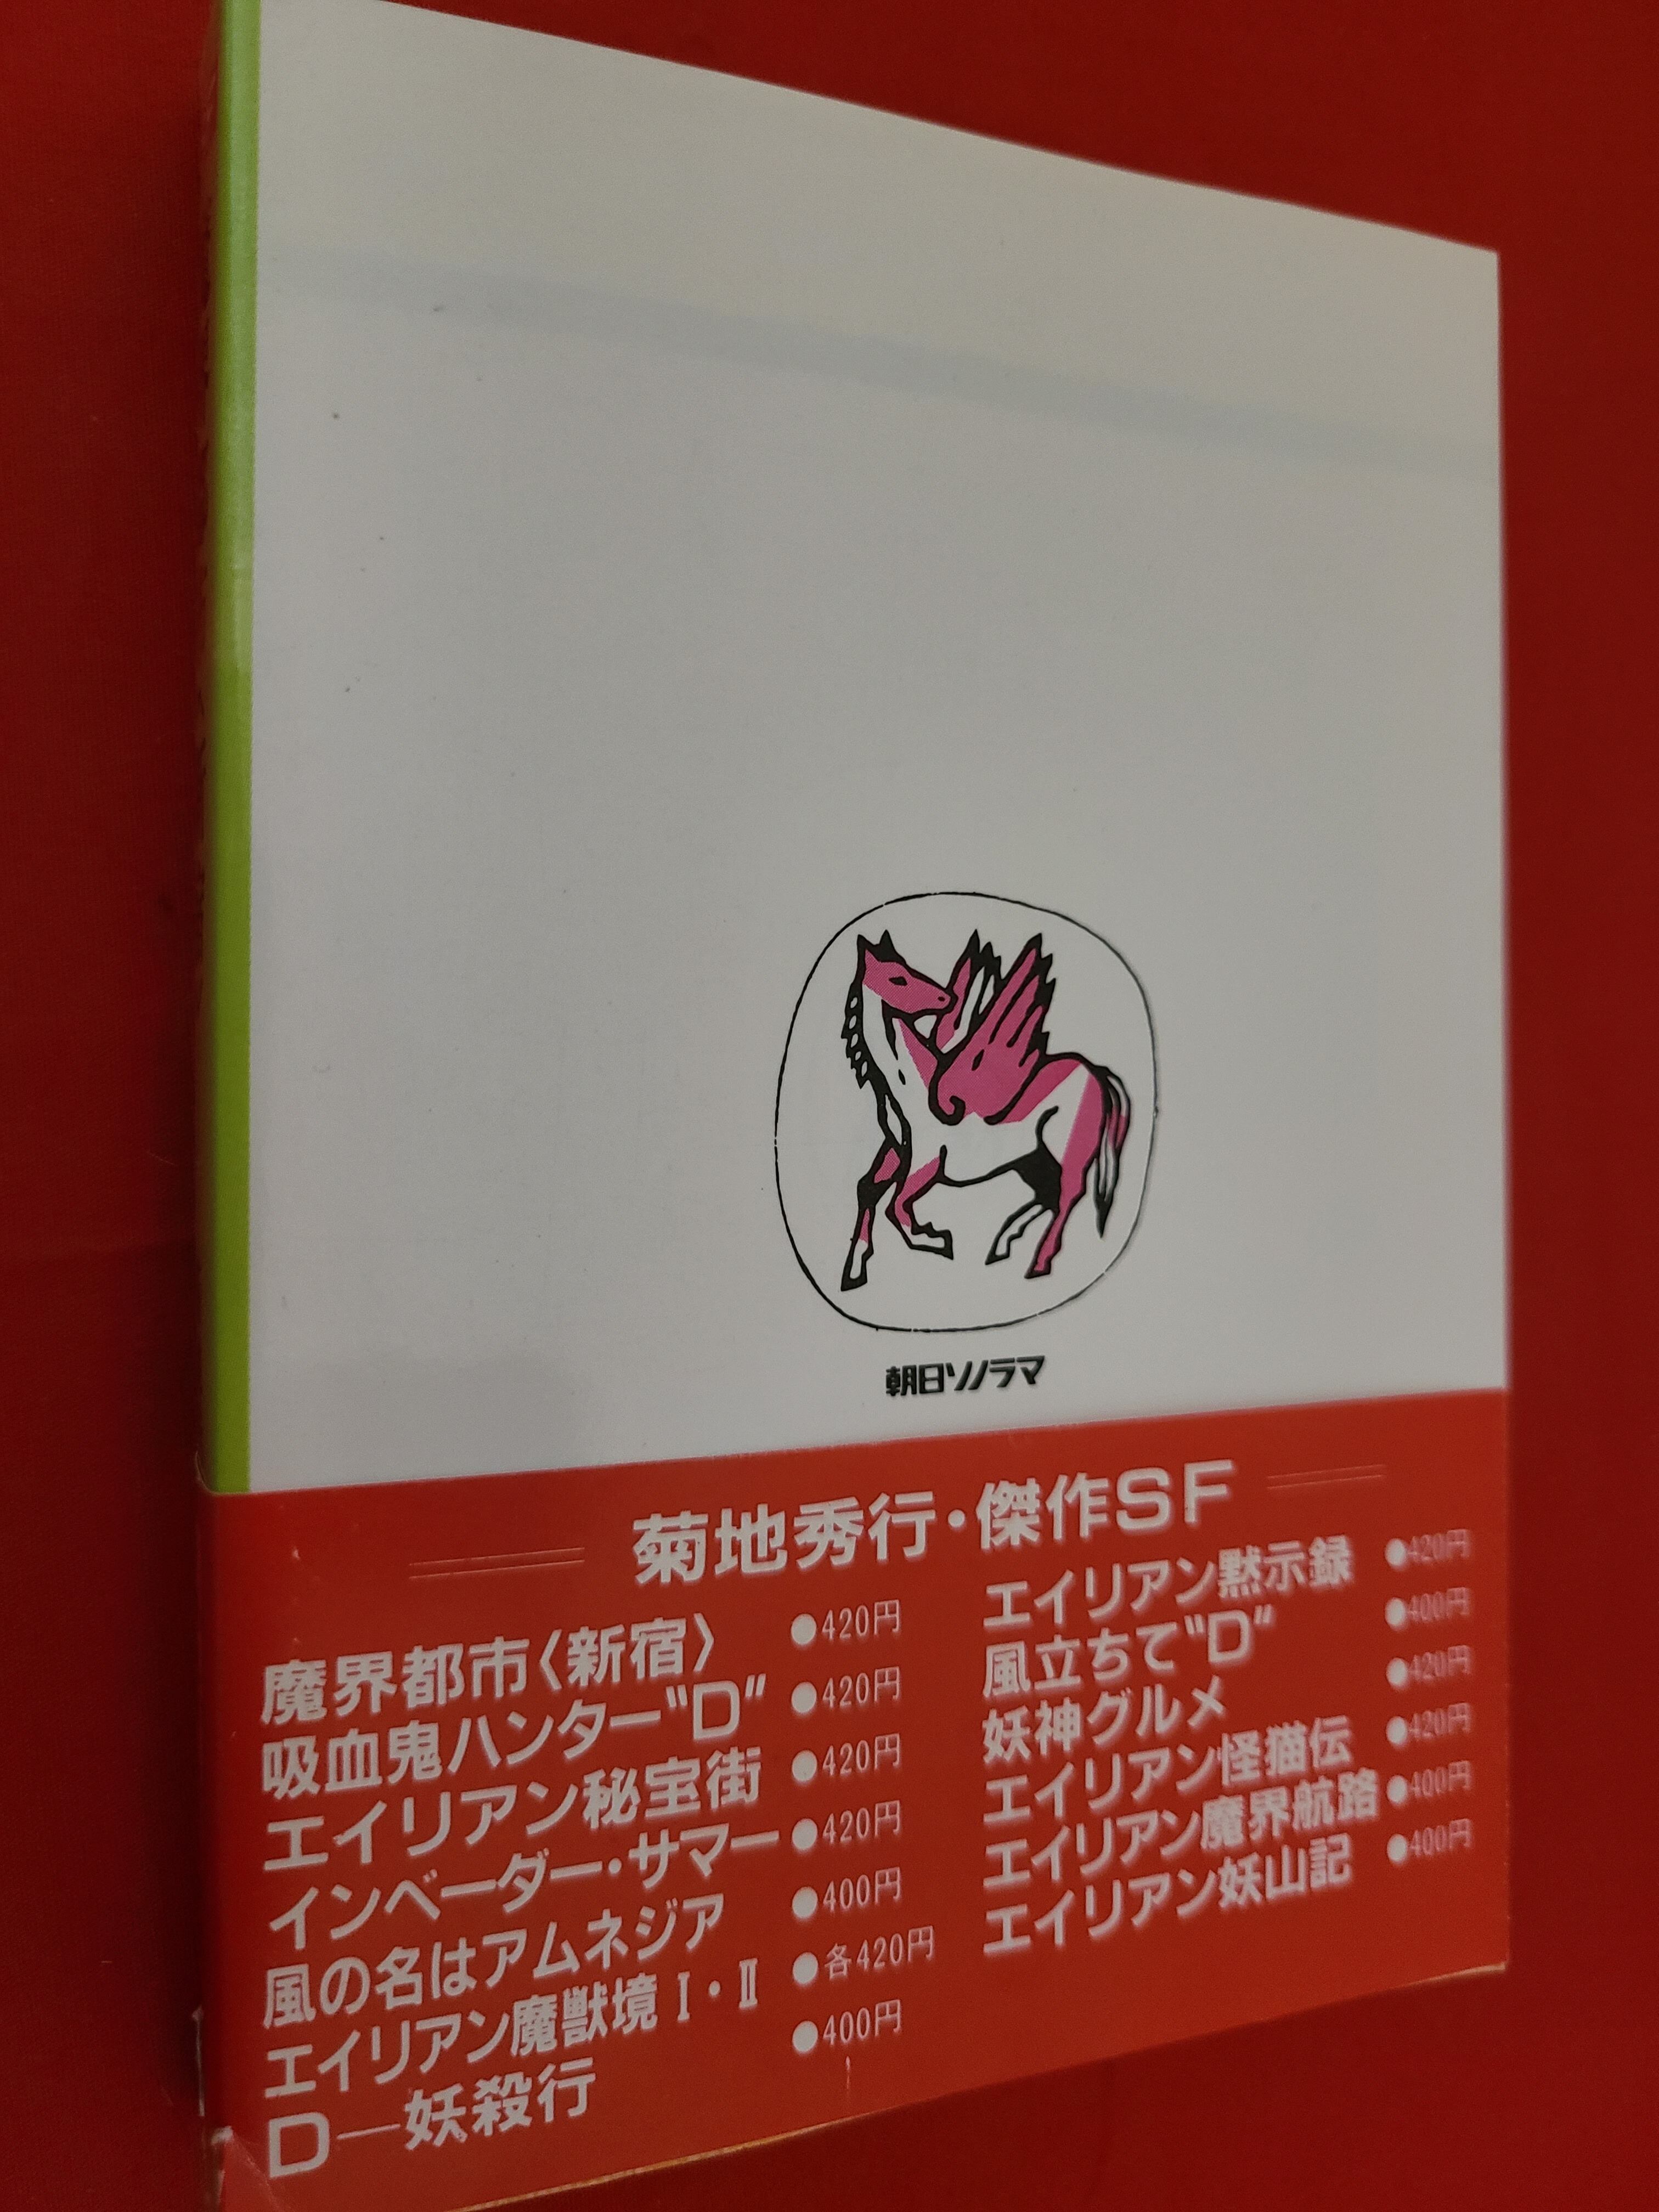 朝日ソノラマ
菊地秀行・傑作SF
魔界都市〈新宿〉 ●420円
吸血鬼ハンター“D” ●420円
エイリアン秘宝街 ●420円
インベーダー・サマー ●420円
風の名はアムネジア ●400円
エイリアン魔獣境Ⅰ・Ⅱ ●各420円
D―妖殺行 ●400円
エイリアン黙示録 ●420円
風立ちて“D” ●400円
妖神グルメ ●420円
エイリアン怪猫伝 ●420円
エイリアン魔界航路 ●400円
エイリアン妖山記 ●400円